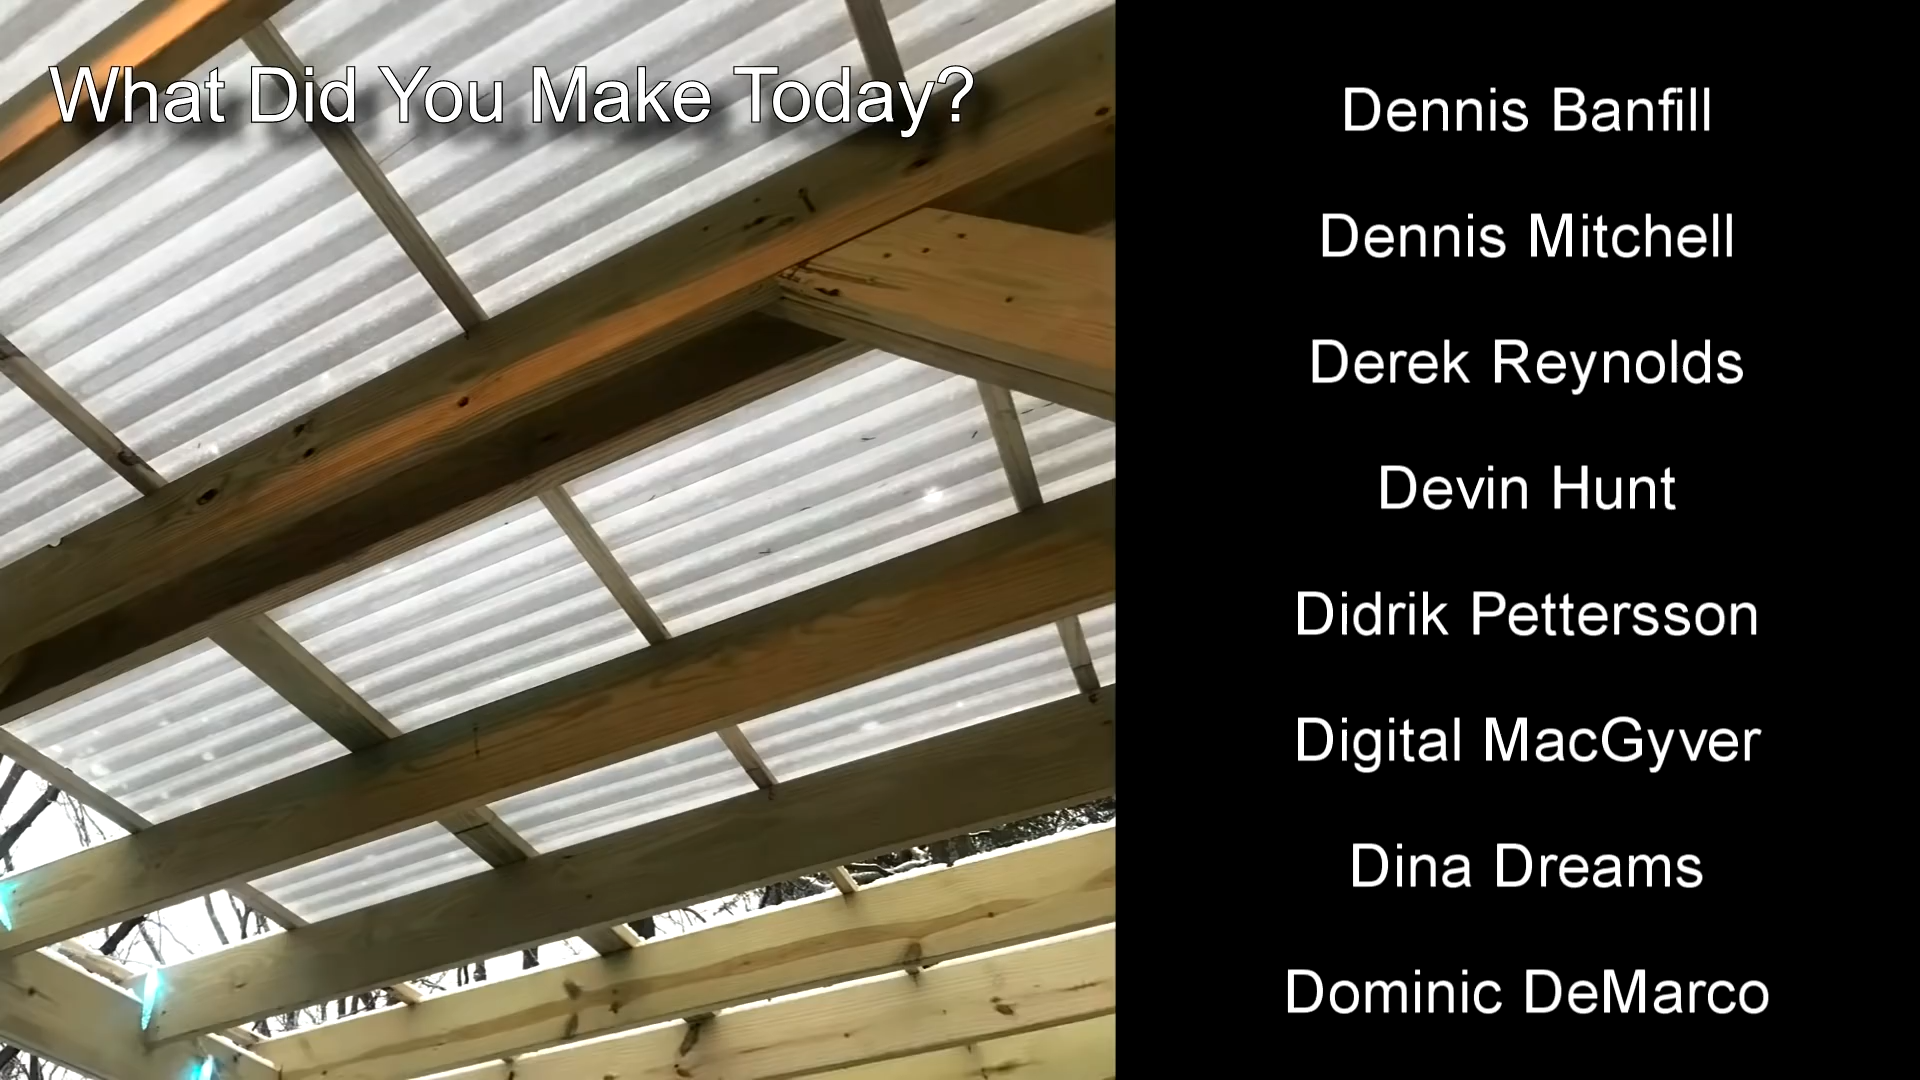 What Did You Make Today?
Dennis Banfill
Dennis Mitchell
Derek Reynolds
Devin Hunt
Didrik Pettersson
Digital MacGyver
Dina Dreams
Dominic DeMarco